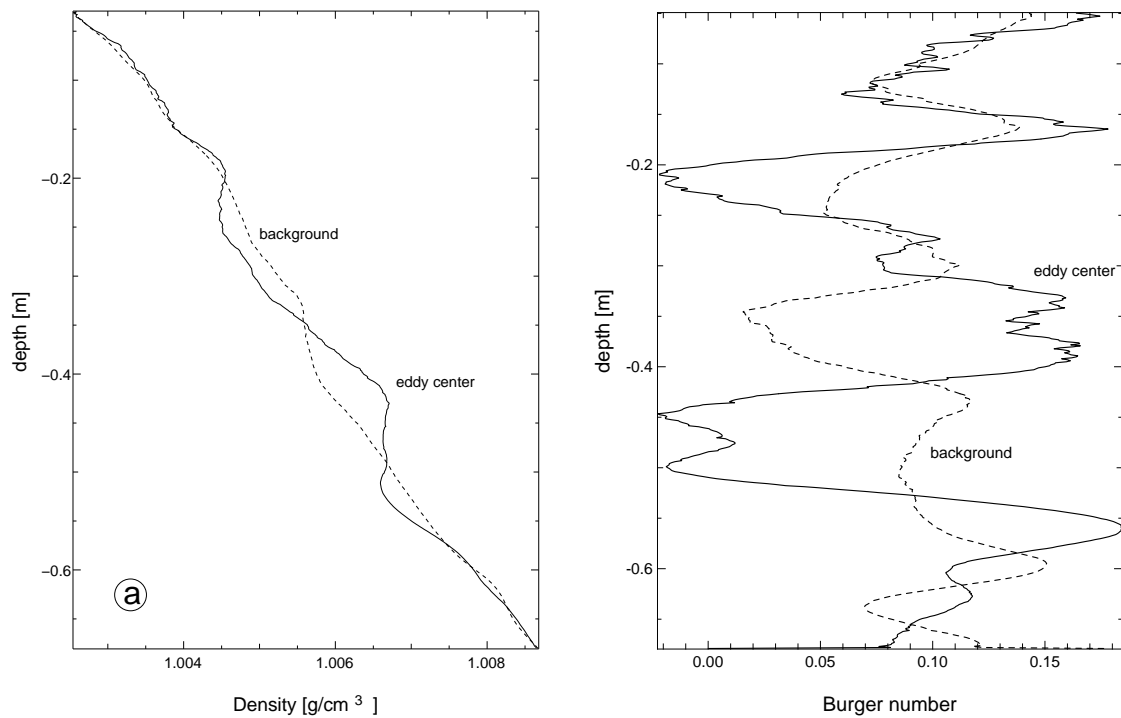 −0.2
−0.4
−0.6
depth [m]
background
eddy center
a
1.004
1.006
1.008
Density [g/cm 3 ]
-0.2
-0.4
-0.6
depth [m]
eddy center
background
0.00
0.05
0.10
0.15
Burger number